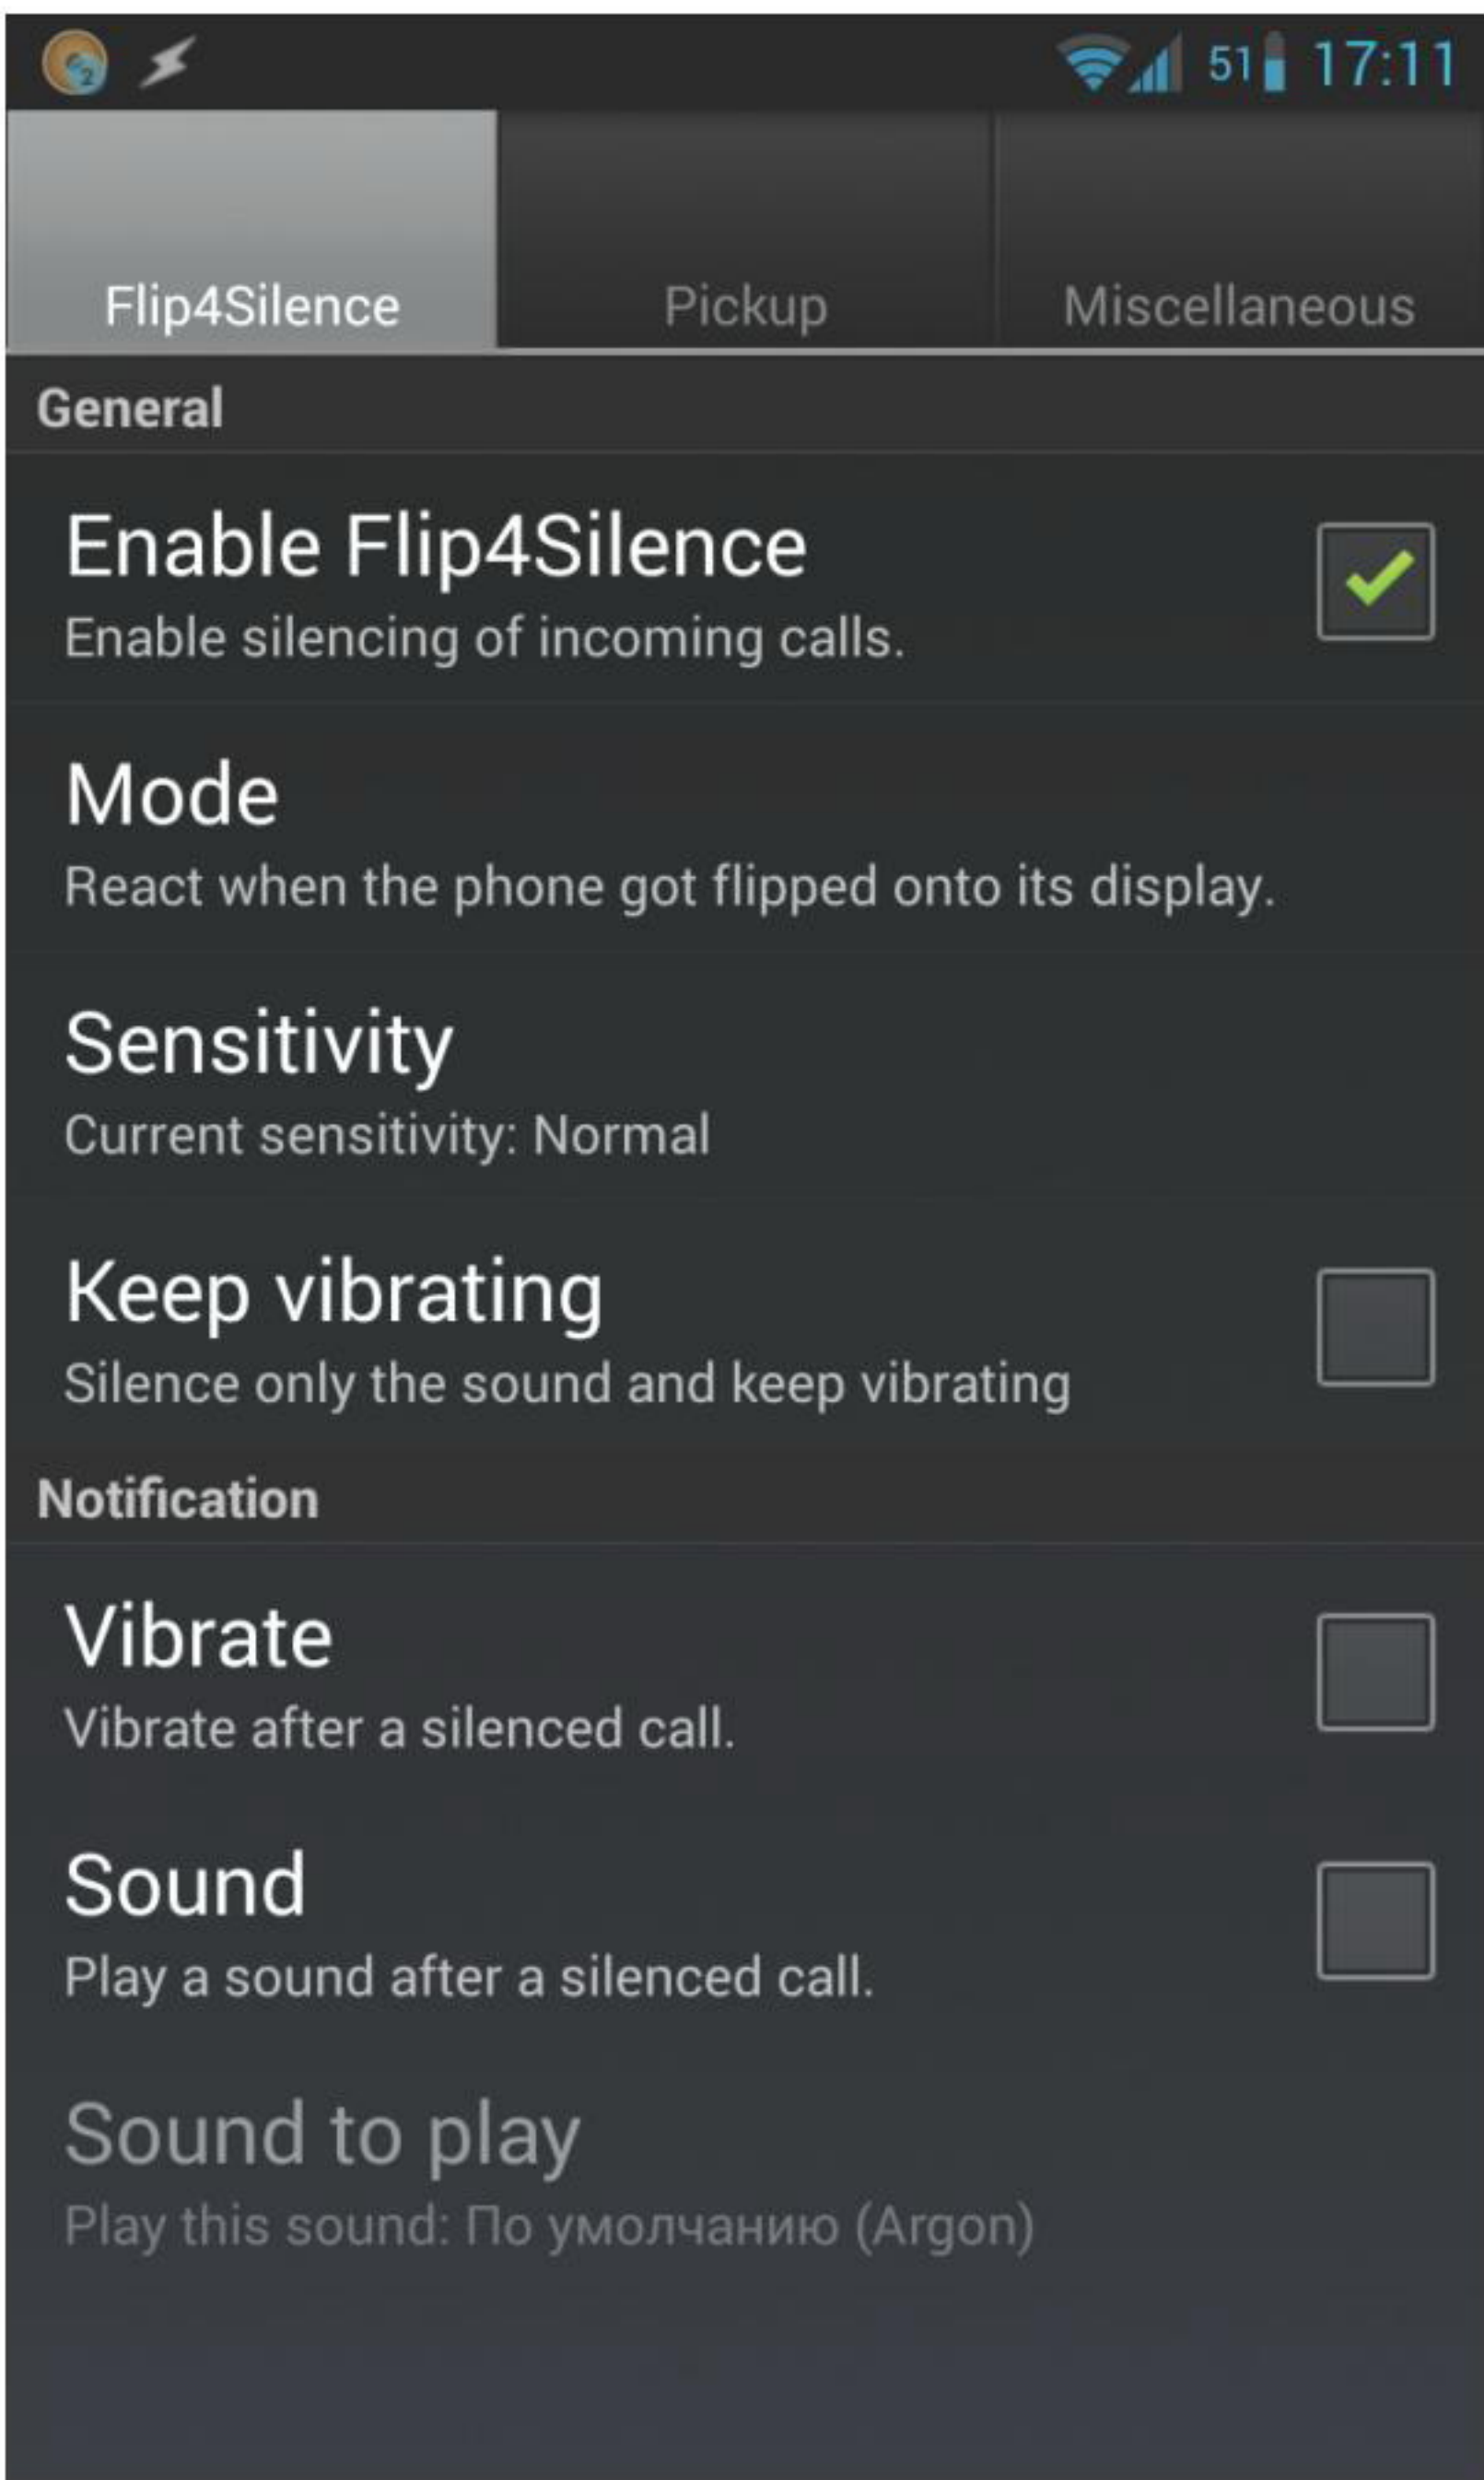 51 17:11
Flip4Silence Pickup Miscellaneous
General
Enable Flip4Silence
Enable silencing of incoming calls.
Mode
React when the phone got flipped onto its display.
Sensitivity
Current sensitivity: Normal
Keep vibrating
Silence only the sound and keep vibrating
Notification
Vibrate
Vibrate after a silenced call.
Sound
Play a sound after a silenced call.
Sound to play
Play this sound: По умолчанию (Argon)